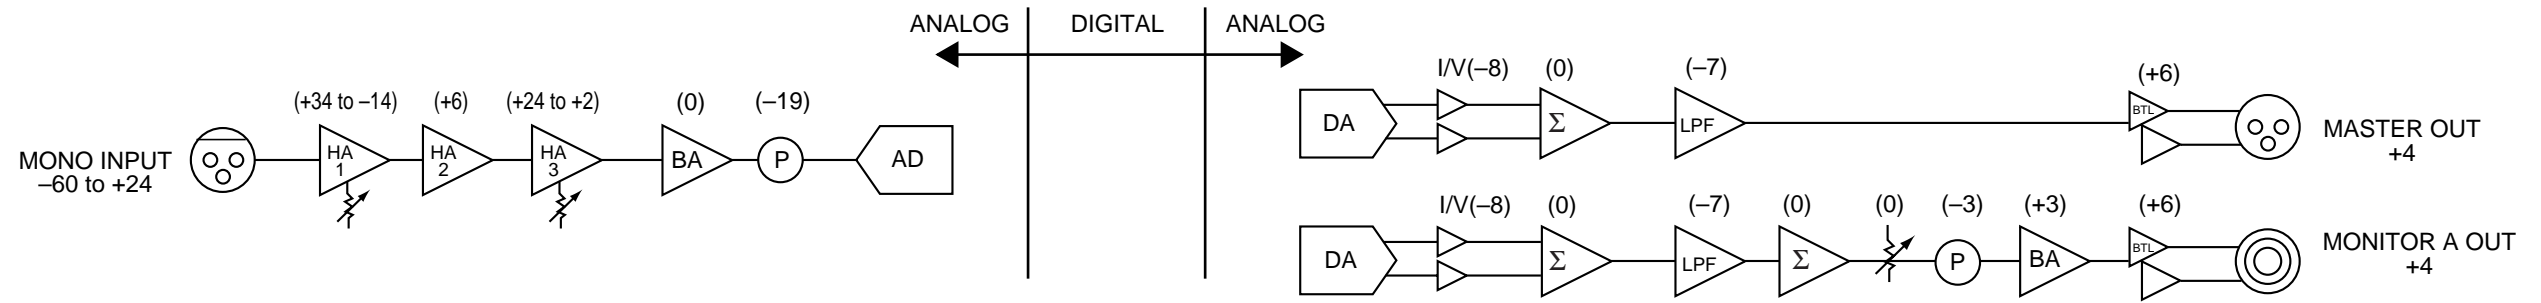 ANALOG DIGITAL ANALOG
MONO INPUT
–60 to +24
(+34 to –14) (+6) (+24 to +2) (0) (–19)
HA
1
HA
2
HA
3
BA P AD
I/V(–8) (0) (–7) (+6)
DA Σ LPF BTL
MASTER OUT
+4
I/V(–8) (0) (–7) (0) (0) (–3) (+3) (+6)
DA Σ LPF Σ P BA BTL
MONITOR A OUT
+4